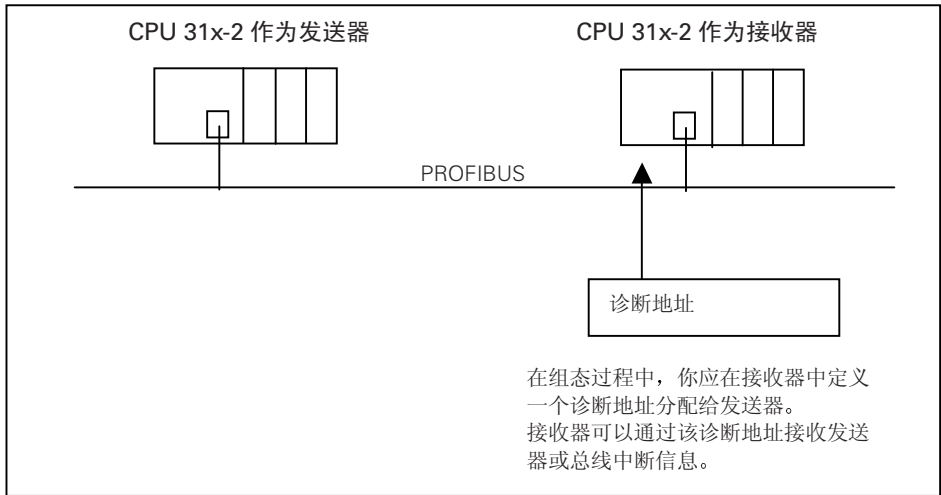 CPU 31x-2 作为发送器
CPU 31x-2 作为接收器
PROFIBUS
诊断地址
在组态过程中，你应在接收器中定义
一个诊断地址分配给发送器。
接收器可以通过该诊断地址接收发送
器或总线中断信息。